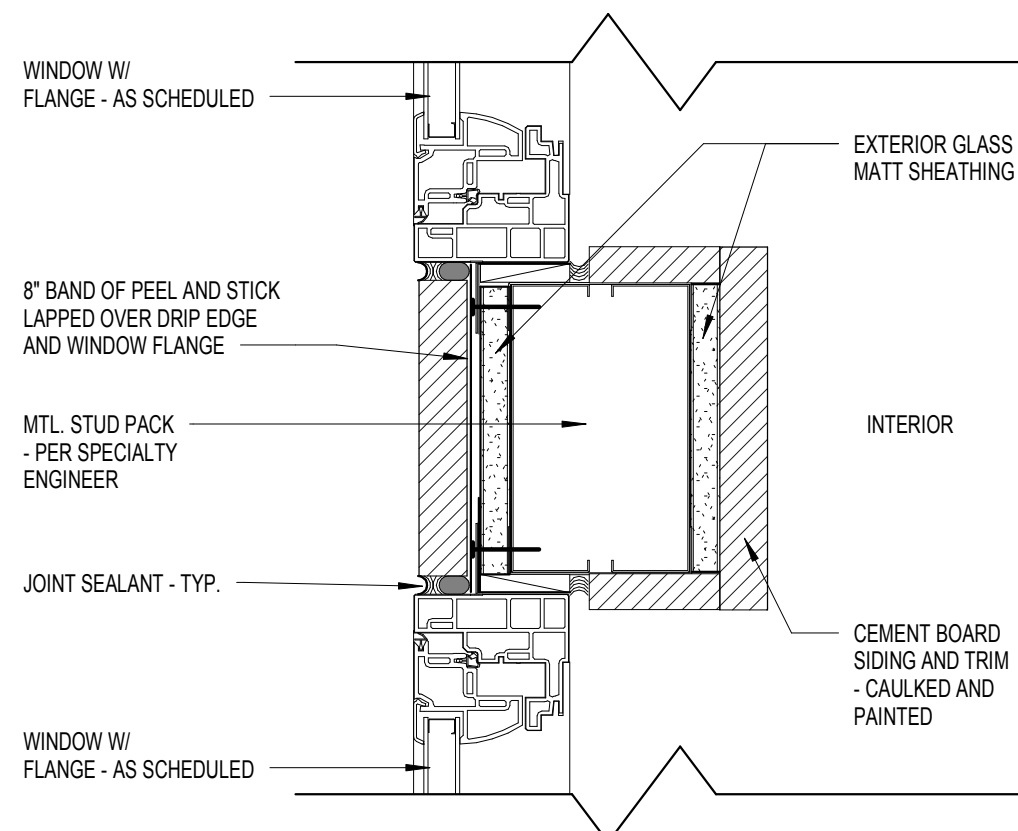 WINDOW W/
FLANGE - AS SCHEDULED
EXTERIOR GLASS
MATT SHEATHING
8" BAND OF PEEL AND STICK
LAPPED OVER DRIP EDGE
AND WINDOW FLANGE
MTL. STUD PACK
- PER SPECIALTY
ENGINEER
INTERIOR
JOINT SEALANT - TYP.
CEMENT BOARD
SIDING AND TRIM
- CAULKED AND
PAINTED
WINDOW W/
FLANGE - AS SCHEDULED